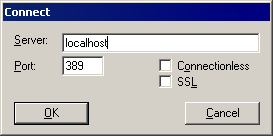 Connect
Server: localhost
Port: 389 Connectionless
SSL
OK Cancel